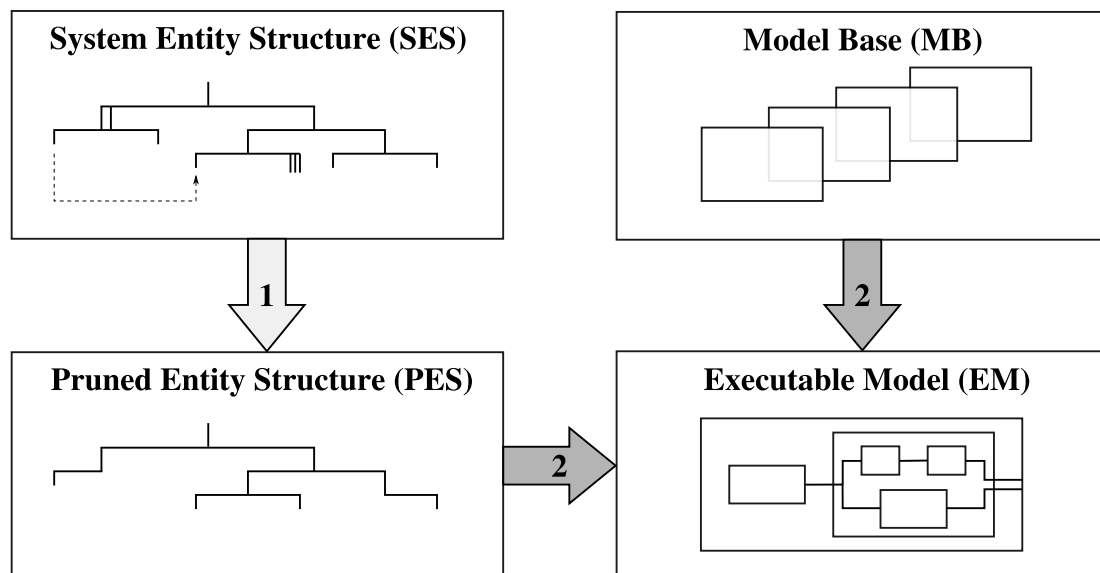 System Entity Structure (SES)
Model Base (MB)
1
2
Pruned Entity Structure (PES)
Executable Model (EM)
2